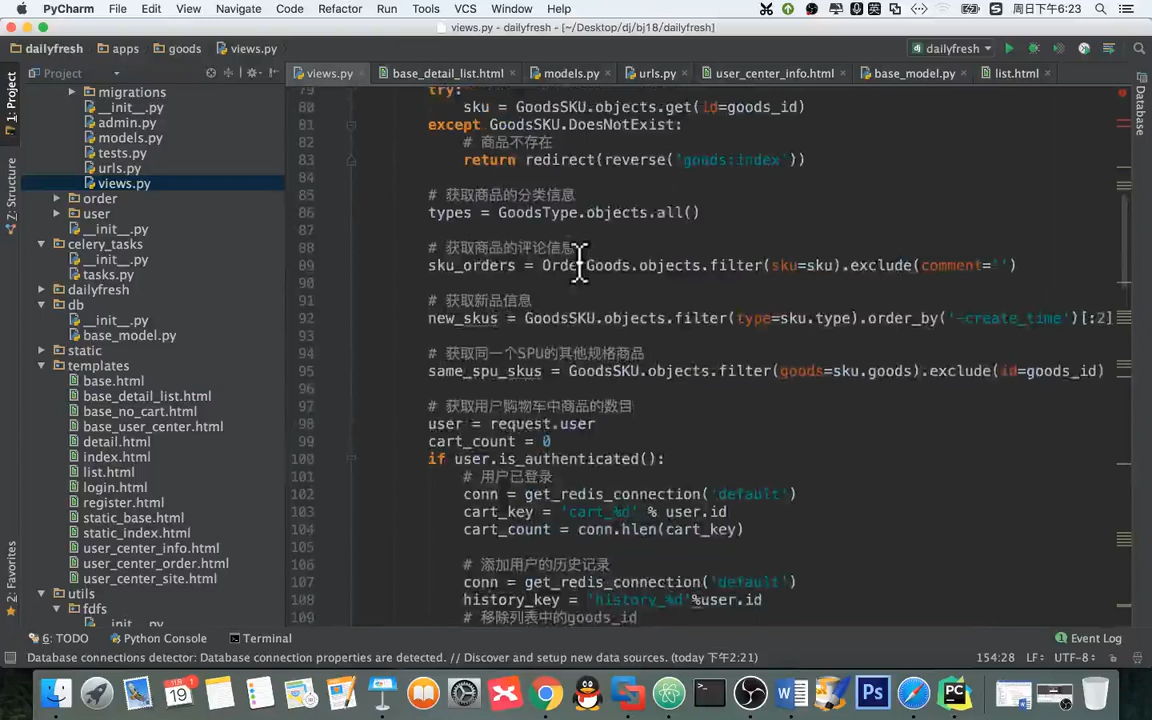 PyCharm File Edit View Navigate Code Refactor Run Tools VCS Window Help 周日下午6:23
views.py - dailyfresh - [~/Desktop/dj/bj18/dailyfresh]
dailyfresh apps goods views.py dailyfresh
Project views.py base_detail_list.html models.py urls.py user_center_info.html base_model.py list.html
1: Project
Z: Structure
2: Favorites
Database
migrations
__init__.py
admin.py
models.py
tests.py
urls.py
views.py
order
user
__init__.py
celery_tasks
__init__.py
tasks.py
dailyfresh
db
__init__.py
base_model.py
static
templates
base.html
base_detail_list.html
base_no_cart.html
base_user_center.html
detail.html
index.html
list.html
login.html
register.html
static_base.html
static_index.html
user_center_info.html
user_center_order.html
user_center_site.html
utils
fdfs
__init__.py
79 try:
80 sku = GoodsSKU.objects.get(id=goods_id)
81 except GoodsSKU.DoesNotExist:
82 # 商品不存在
83 return redirect(reverse('goods:index'))
84
85 # 获取商品的分类信息
86 types = GoodsType.objects.all()
87
88 # 获取商品的评论信息
89 sku_orders = OrderGoods.objects.filter(sku=sku).exclude(comment='')
90
91 # 获取新品信息
92 new_skus = GoodsSKU.objects.filter(type=sku.type).order_by('-create_time')[:2]
93
94 # 获取同一个SPU的其他规格商品
95 same_spu_skus = GoodsSKU.objects.filter(goods=sku.goods).exclude(id=goods_id)
96
97 # 获取用户购物车中商品的数目
98 user = request.user
99 cart_count = 0
100 if user.is_authenticated():
101 # 用户已登录
102 conn = get_redis_connection('default')
103 cart_key = 'cart_%d' % user.id
104 cart_count = conn.hlen(cart_key)
105
106 # 添加用户的历史记录
107 conn = get_redis_connection('default')
108 history_key = 'history_%d'%user.id
109 # 移除列表中的goods_id
6: TODO Python Console Terminal 1 Event Log
Database connections detector: Database connection properties are detected. // Discover and setup new data sources. (today 下午2:21) 154:28 LF÷ UTF-8÷
19
Ps
PC